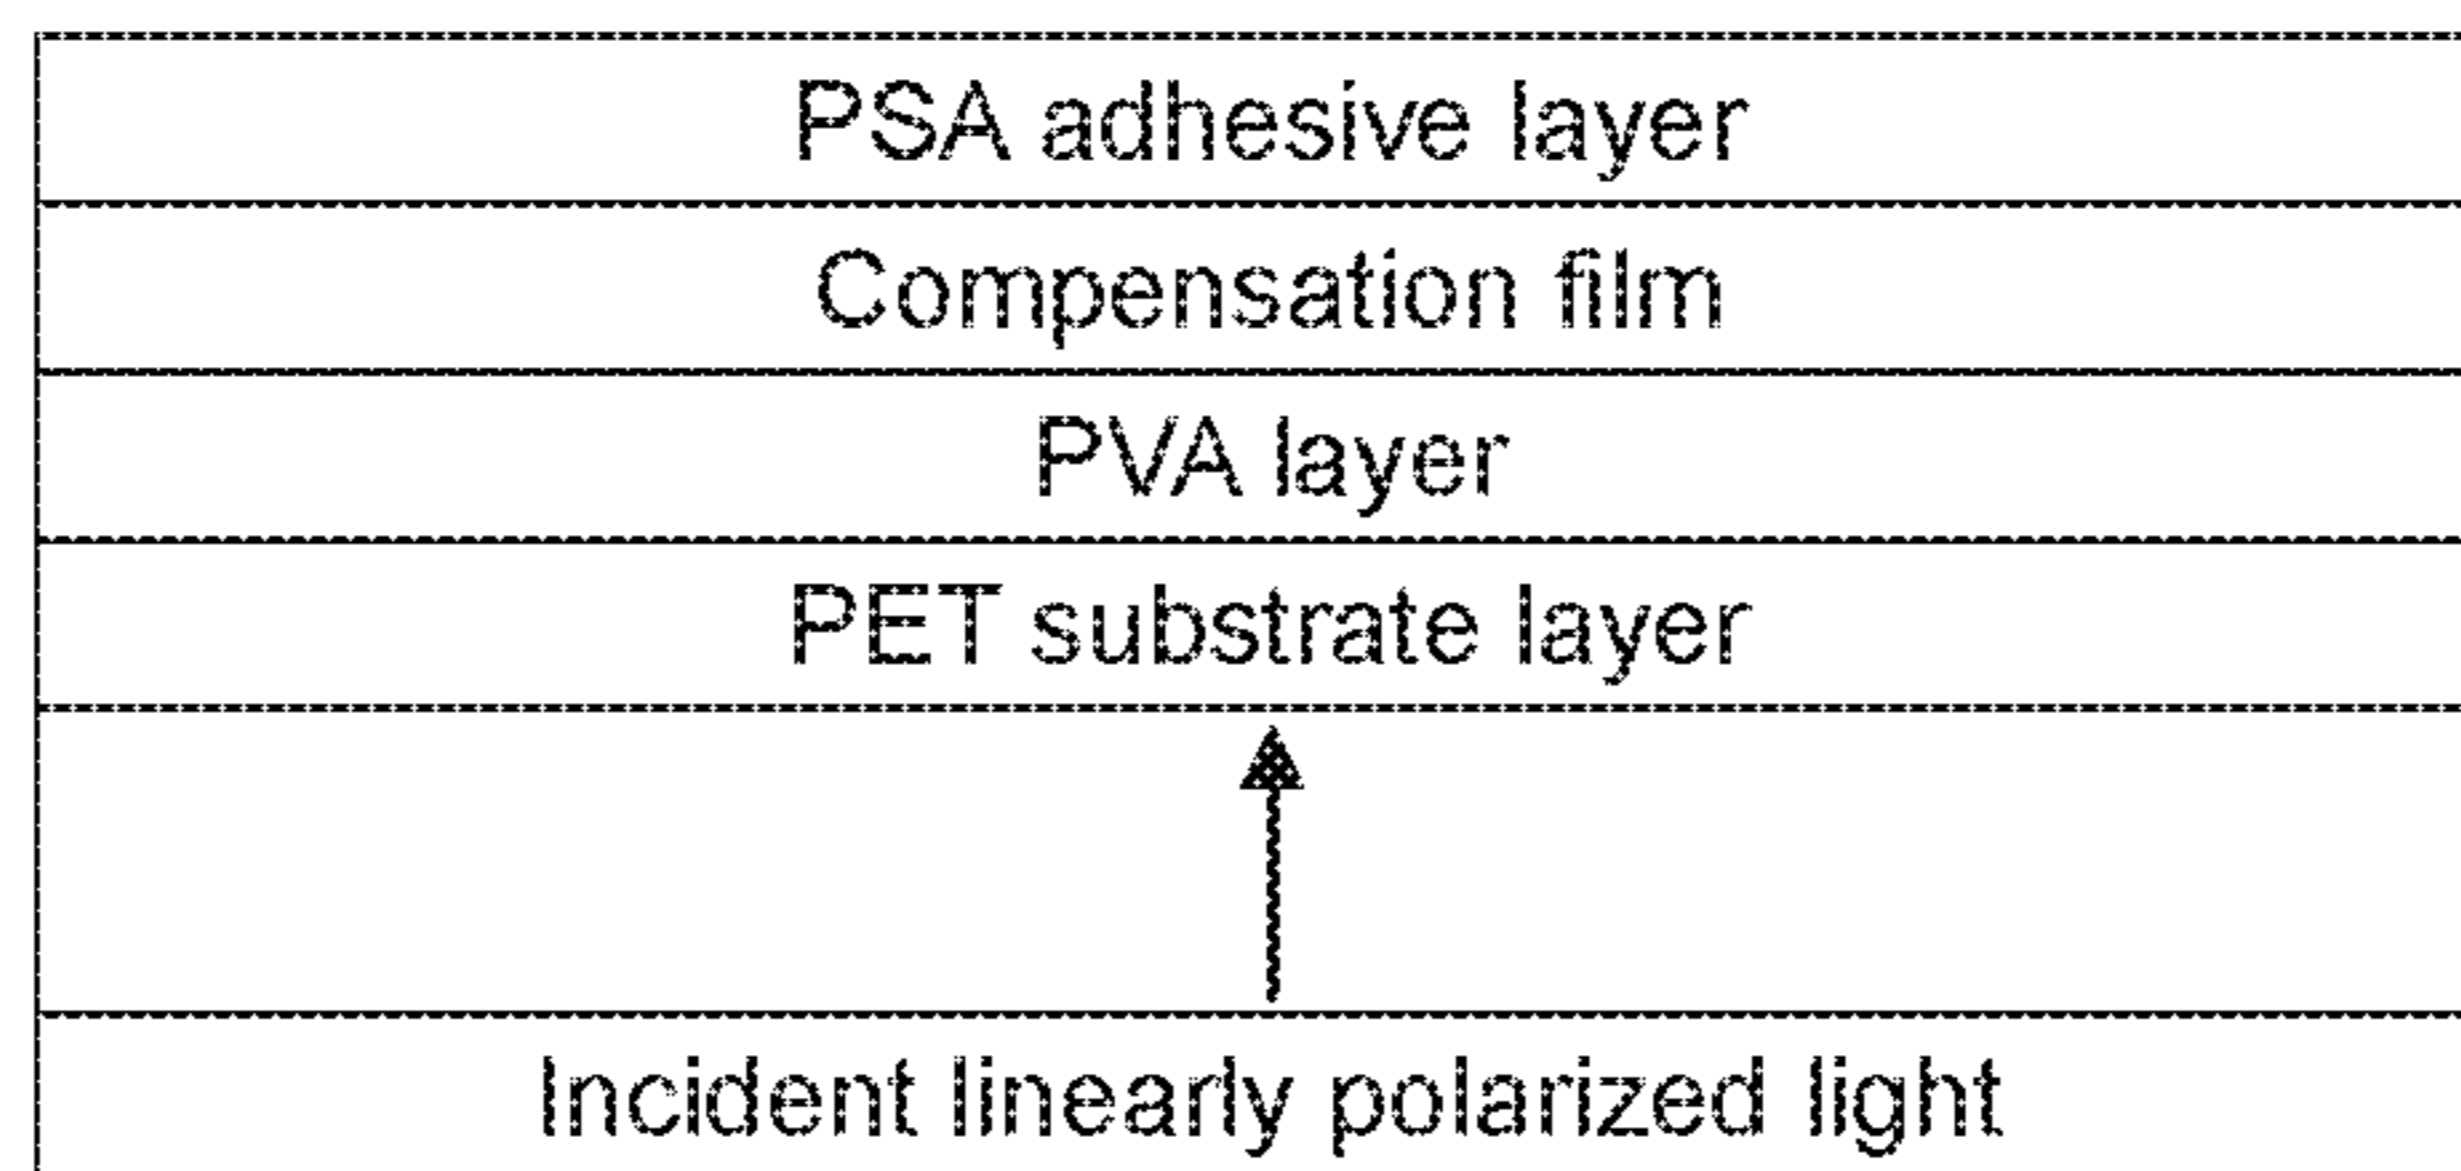 PSA adhesive layer
Compensation film
PVA layer
PET substrate layer
Incident linearly polarized light